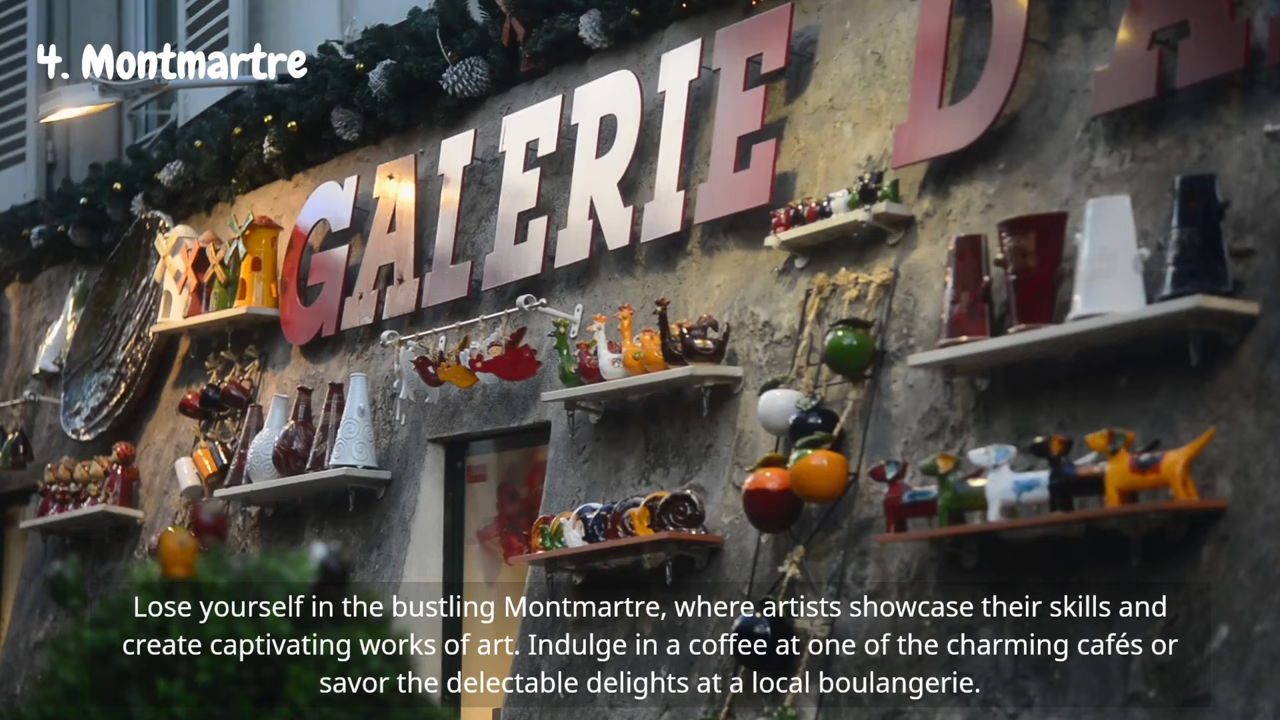 4. Montmartre
GALERIE D'A
Lose yourself in the bustling Montmartre, where artists showcase their skills and
create captivating works of art. Indulge in a coffee at one of the charming cafés or
savor the delectable delights at a local boulangerie.